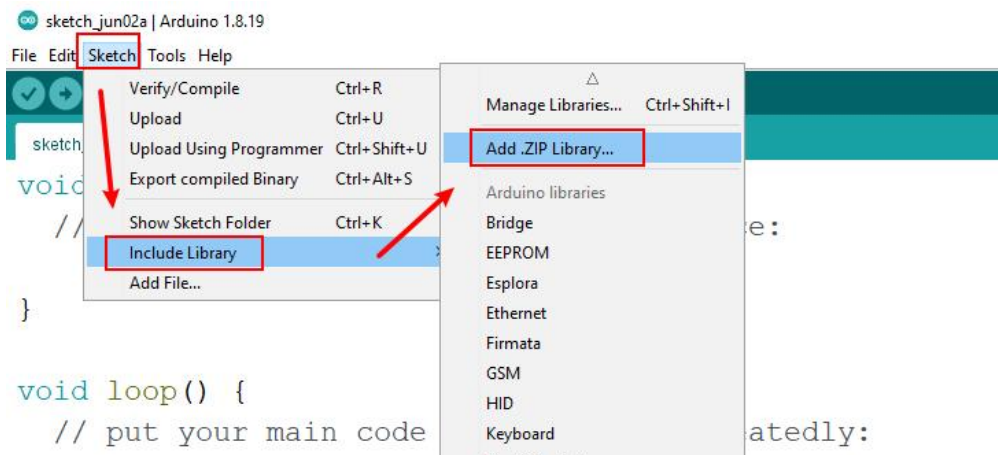 sketch_jun02a | Arduino 1.8.19
File Edit Sketch Tools Help
Verify/Compile Ctrl+R
Upload Ctrl+U
Upload Using Programmer Ctrl+Shift+U
Export compiled Binary Ctrl+Alt+S
Show Sketch Folder Ctrl+K
Include Library
Add File...
Manage Libraries... Ctrl+Shift+I
Add .ZIP Library...
Arduino libraries
Bridge
EEPROM
Esplora
Ethernet
Firmata
GSM
HID
Keyboard
sketch_
void
//
e:
}
void loop() {
// put your main code atedly: